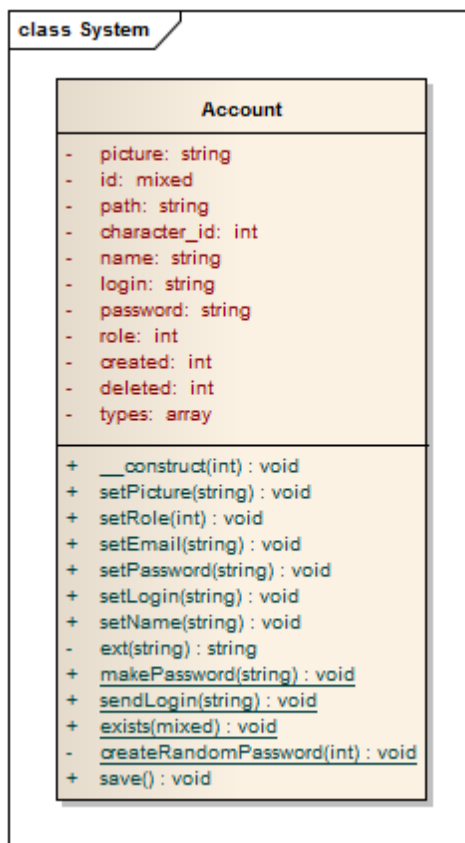 class System
Account
- picture: string
- id: mixed
- path: string
- character_id: int
- name: string
- login: string
- password: string
- role: int
- created: int
- deleted: int
- types: array
+ __construct(int) : void
+ setPicture(string) : void
+ setRole(int) : void
+ setEmail(string) : void
+ setPassword(string) : void
+ setLogin(string) : void
+ setName(string) : void
- ext(string) : string
+ makePassword(string) : void
+ sendLogin(string) : void
+ exists(mixed) : void
- createRandomPassword(int) : void
+ save() : void